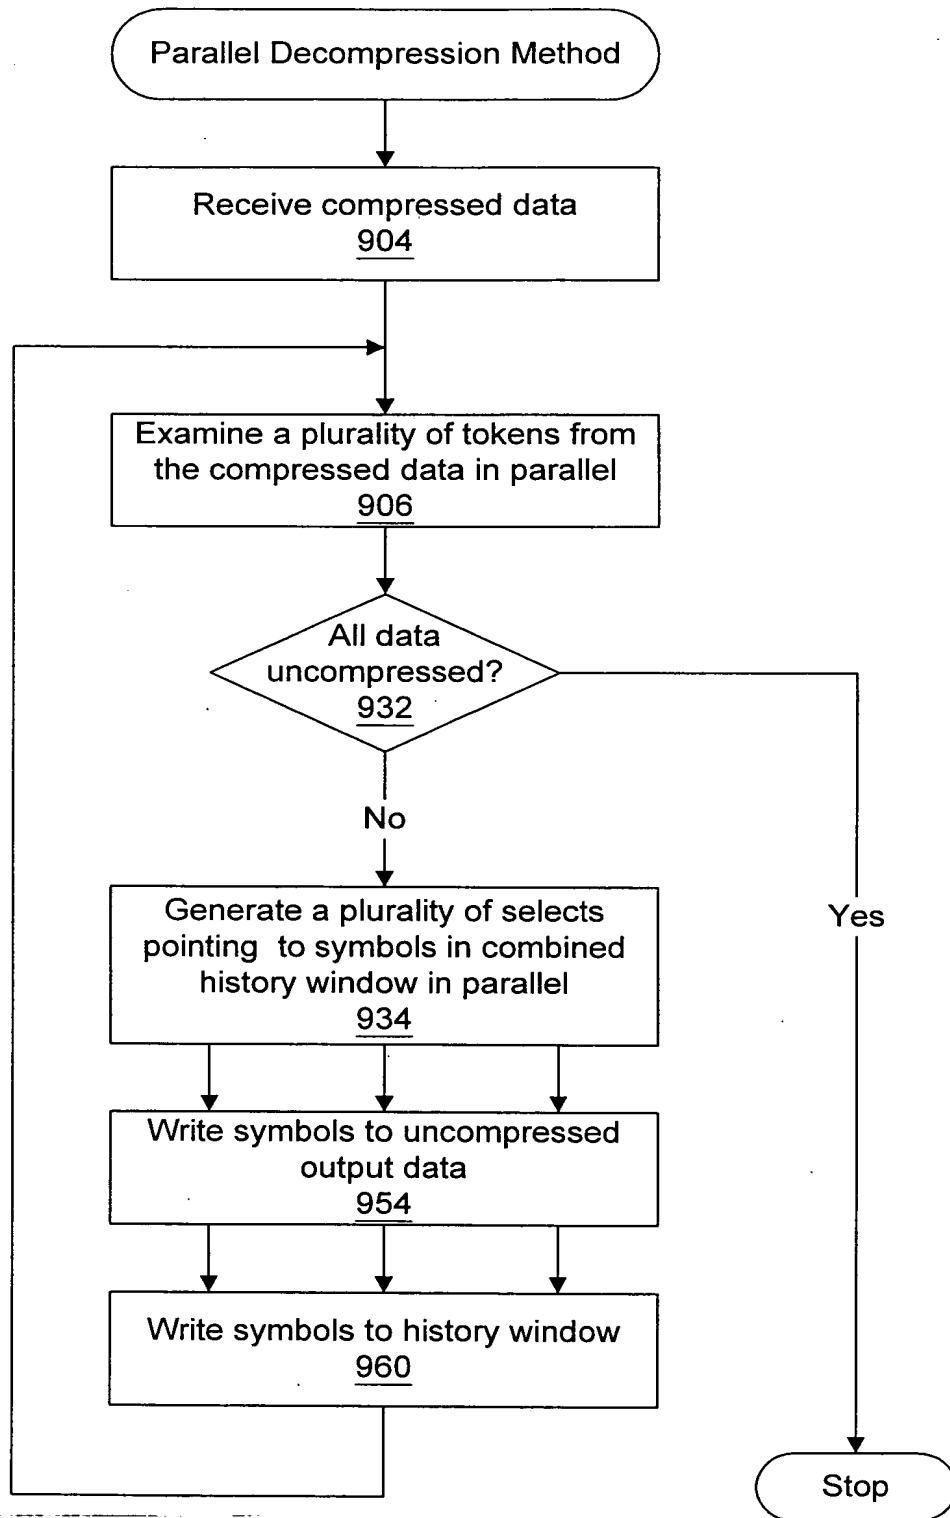 Parallel Decompression Method
Receive compressed data
904
Examine a plurality of tokens from
the compressed data in parallel
906
All data
uncompressed?
932
No
Yes
Generate a plurality of selects
pointing to symbols in combined
history window in parallel
934
Write symbols to uncompressed
output data
954
Write symbols to history window
960
Stop